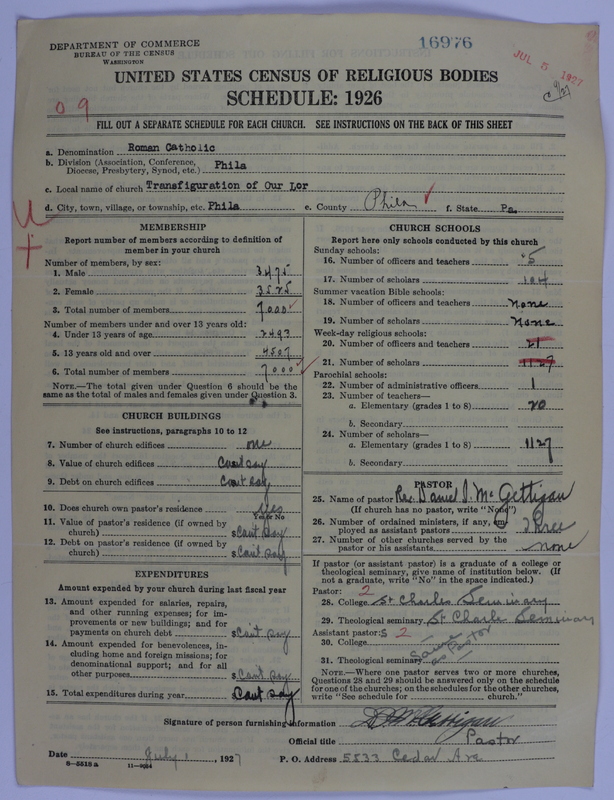 16976
JUL 5 1927
DEPARTMENT OF COMMERCE
BUREAU OF THE CENSUS
WASHINGTON
UNITED STATES CENSUS OF RELIGIOUS BODIES
SCHEDULE: 1926
0 9
FILL OUT A SEPARATE SCHEDULE FOR EACH CHURCH. SEE INSTRUCTIONS ON THE BACK OF THIS SHEET
a. Denomination Roman Catholic
b. Division (Association, Conference, Diocese, Presbytery, Synod, etc.) Phila
c. Local name of church Transfiguration of Our Lor
d. City, town, village, or township, etc. Phila e. County Phila f. State Pa.
MEMBERSHIP
Report number of members according to definition of
member in your church
Number of members, by sex:
1. Male 3475
2. Female 3525
3. Total number of members 7000
Number of members under and over 13 years old:
4. Under 13 years of age 2493
5. 13 years old and over 4507
6. Total number of members 7000
NOTE.—The total given under Question 6 should be the
same as the total of males and females given under Question 3.
CHURCH BUILDINGS
See instructions, paragraphs 10 to 12
7. Number of church edifices one
8. Value of church edifices Cant say
9. Debt on church edifices Cant say
10. Does church own pastor's residence? yes
Yes or No
11. Value of pastor's residence (if owned by
church) $ Cant say
12. Debt on pastor's residence (if owned by
church) $ Cant say
EXPENDITURES
Amount expended by your church during last fiscal year
13. Amount expended for salaries, repairs,
and other running expenses; for im-
provements or new buildings; and for
payments on church debt $ Cant say
14. Amount expended for benevolences, in-
cluding home and foreign missions; for
denominational support; and for all
other purposes $ Cant say
15. Total expenditures during year Cant say
CHURCH SCHOOLS
Report here only schools conducted by this church
Sunday schools:
16. Number of officers and teachers 5
17. Number of scholars 104
Summer vacation Bible schools:
18. Number of officers and teachers none
19. Number of scholars none
Week-day religious schools:
20. Number of officers and teachers 21
21. Number of scholars 1127
Parochial schools:
22. Number of administrative officers 1
23. Number of teachers—
a. Elementary (grades 1 to 8) 20
b. Secondary
24. Number of scholars—
a. Elementary (grades 1 to 8) 1127
b. Secondary
PASTOR
25. Name of pastor Rev. Daniel J. McGettigan
(If church has no pastor, write "None")
26. Number of ordained ministers, if any, em-
ployed as assistant pastors three
27. Number of other churches served by the
pastor or his assistants none
If pastor (or assistant pastor) is a graduate of a college or
theological seminary, give name of institution below. (If
not a graduate, write "No" in the space indicated.)
Pastor: 2
28. College St Charles Seminary
29. Theological seminary St Charles Seminary
Assistant pastor: S 2
30. College Same
31. Theological seminary as Pastor
NOTE.—Where one pastor serves two or more churches,
Questions 28 and 29 should be answered only on the schedule
for one of the churches; on the schedules for the other churches,
write "See schedule for church."
Signature of person furnishing information D J McGettigan
Official title Pastor
Date July 1, 1927 P. O. Address 5533 Cedar Ave
8-5518a 11-9094